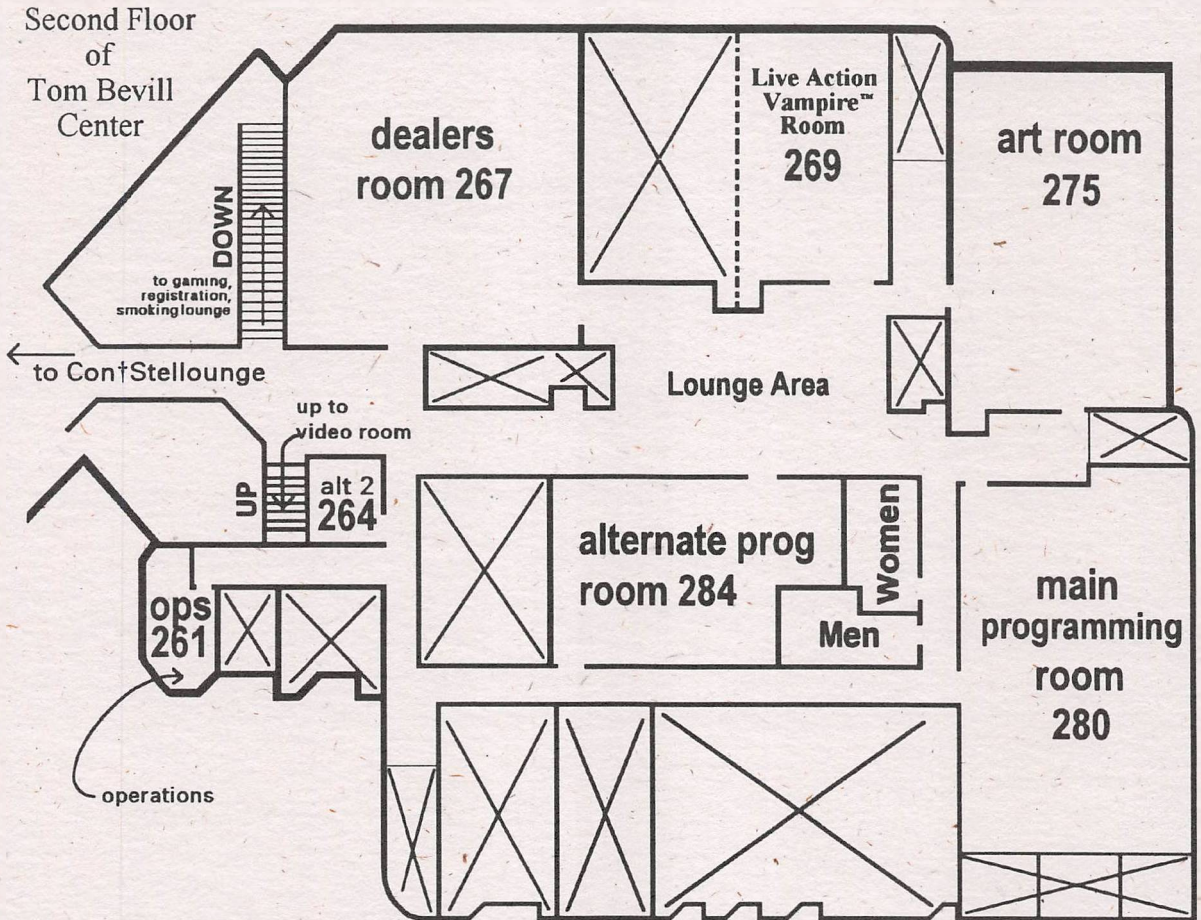 Second Floor
of
Tom Bevill
Center
dealers
room 267
Live Action
Vampire™
Room
269
art room
275
DOWN
to gaming,
registration,
smoking lounge
to Con†Stellounge
Lounge Area
up to
video room
UP
alt 2
264
alternate prog
room 284
Women
Men
main
programming
room
280
ops
261
operations